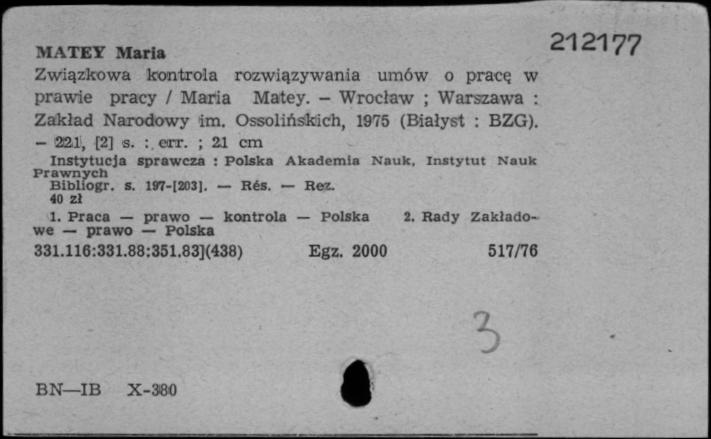 212177
MATEY Maria
Związkowa kontrola rozwiązywania umów o pracę w
prawie pracy / Maria Matey. — Wrocław ; Warszawa :
Zakład Narodowy im. Ossolińskich, 1975 (Białyst : BZG).
— 221, [2] s. : err. ; 21 cm
Instytucja sprawcza : Polska Akademia Nauk, Instytut Nauk
Prawnych
Bibliogr. s. 197-[203]. — Rés. — Rez.
40 zł
1. Praca — prawo — kontrola — Polska 2. Rady Zakłado-
we — prawo — Polska
331.116:331.88:351.83](438) Egz. 2000 517/76
3
BN—IB X-380